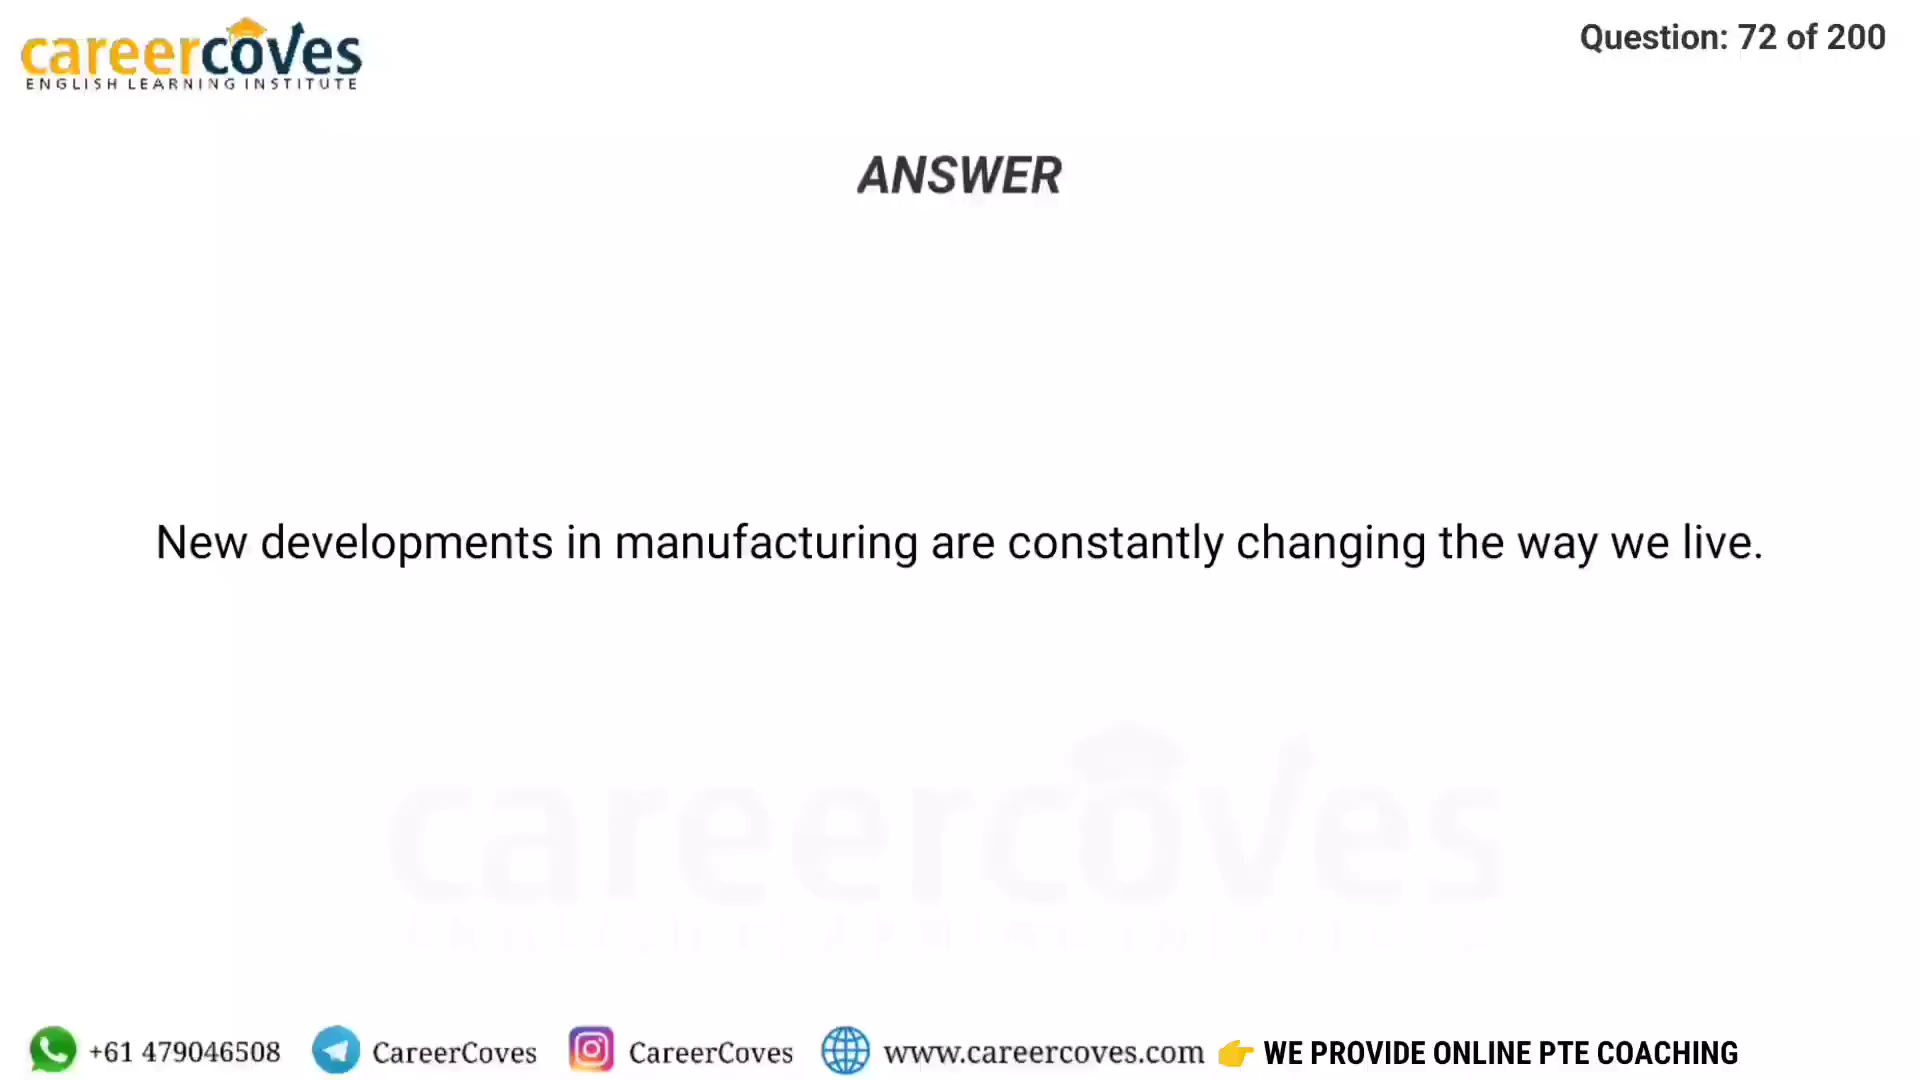 careercoves
ENGLISH LEARNING INSTITUTE
Question: 72 of 200
ANSWER
New developments in manufacturing are constantly changing the way we live.
careercoves
+61 479046508 CareerCoves CareerCoves www.careercoves.com WE PROVIDE ONLINE PTE COACHING